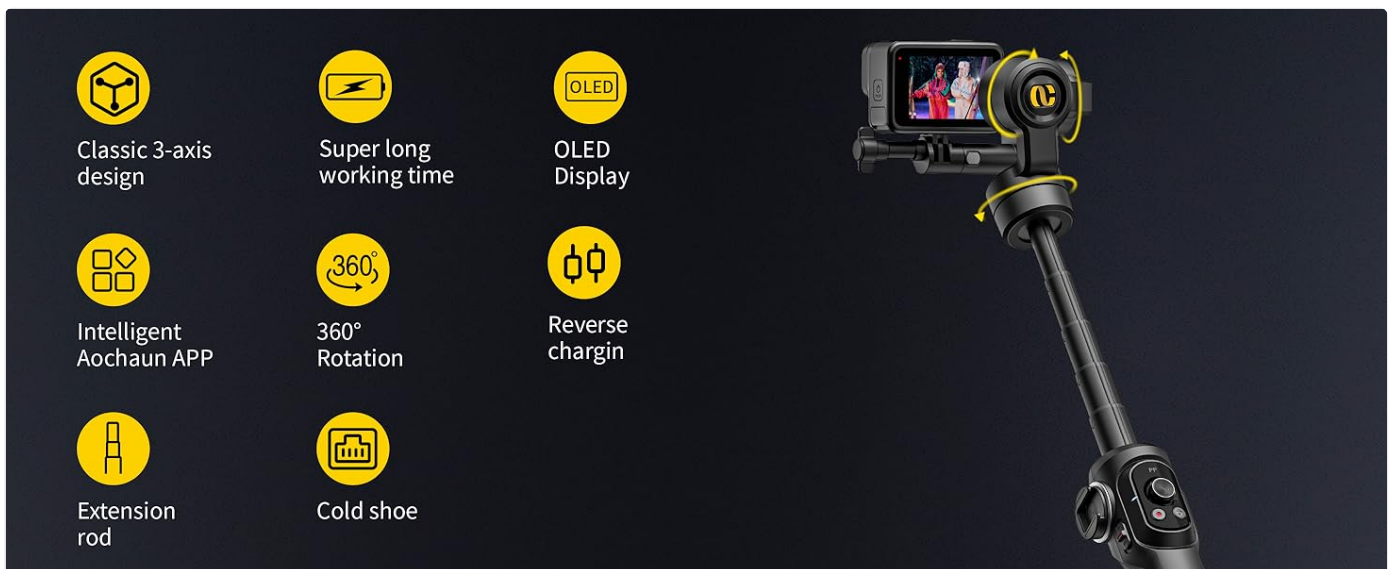 Classic 3-axis
design
Super long
working time
OLED
OLED
Display
Intelligent
Aochaun APP
360°
360°
Rotation
Reverse
chargin
Extension
rod
Cold shoe